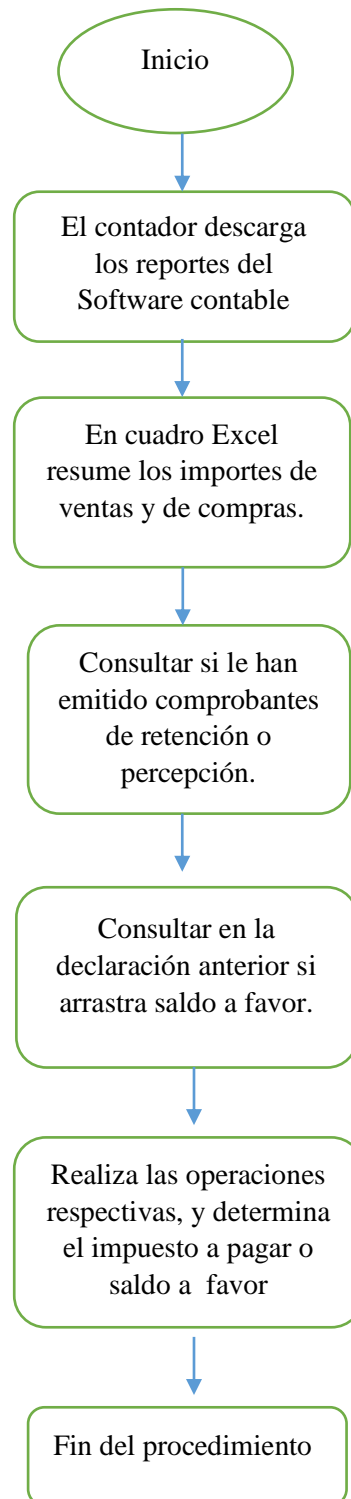 Inicio
El contador descarga
los reportes del
Software contable
En cuadro Excel
resume los importes de
ventas y de compras.
Consultar si le han
emitido comprobantes
de retención o
percepción.
Consultar en la
declaración anterior si
arrastra saldo a favor.
Realiza las operaciones
respectivas, y determina
el impuesto a pagar o
saldo a favor
Fin del procedimiento